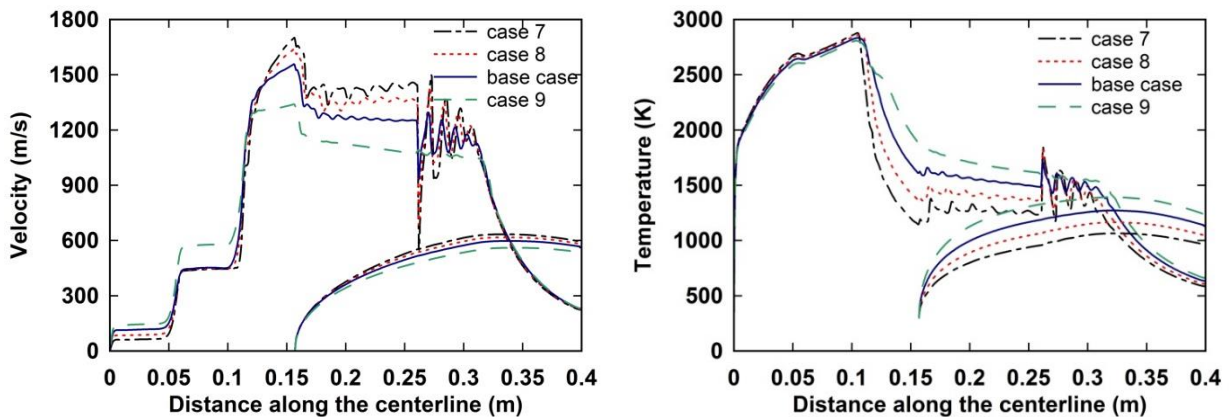 1800
1500
1200
900
600
300
0
Velocity (m/s)
case 7
case 8
base case
case 9
0 0.05 0.1 0.15 0.2 0.25 0.3 0.35 0.4
Distance along the centerline (m)
3000
2500
2000
1500
1000
500
0
Temperature (K)
case 7
case 8
base case
case 9
0 0.05 0.1 0.15 0.2 0.25 0.3 0.35 0.4
Distance along the centerline (m)